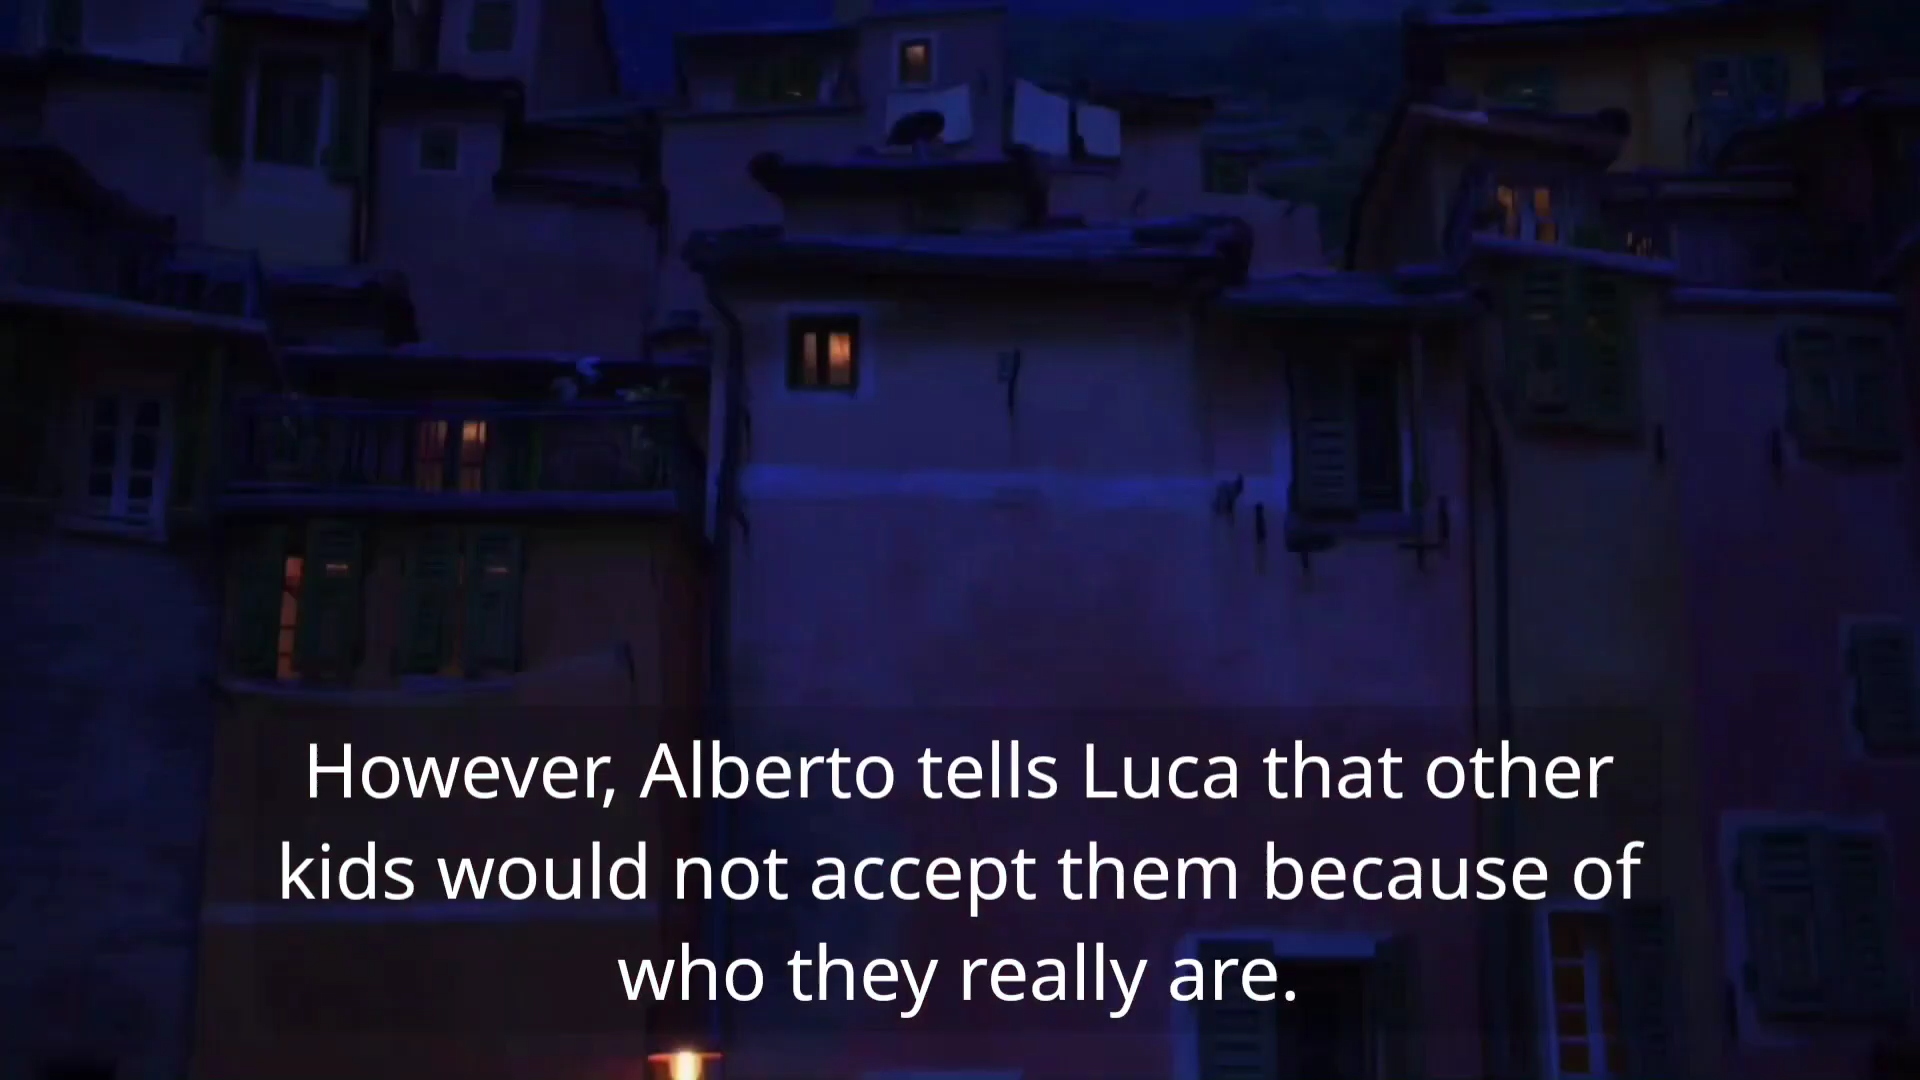 However, Alberto tells Luca that other
kids would not accept them because of
who they really are.